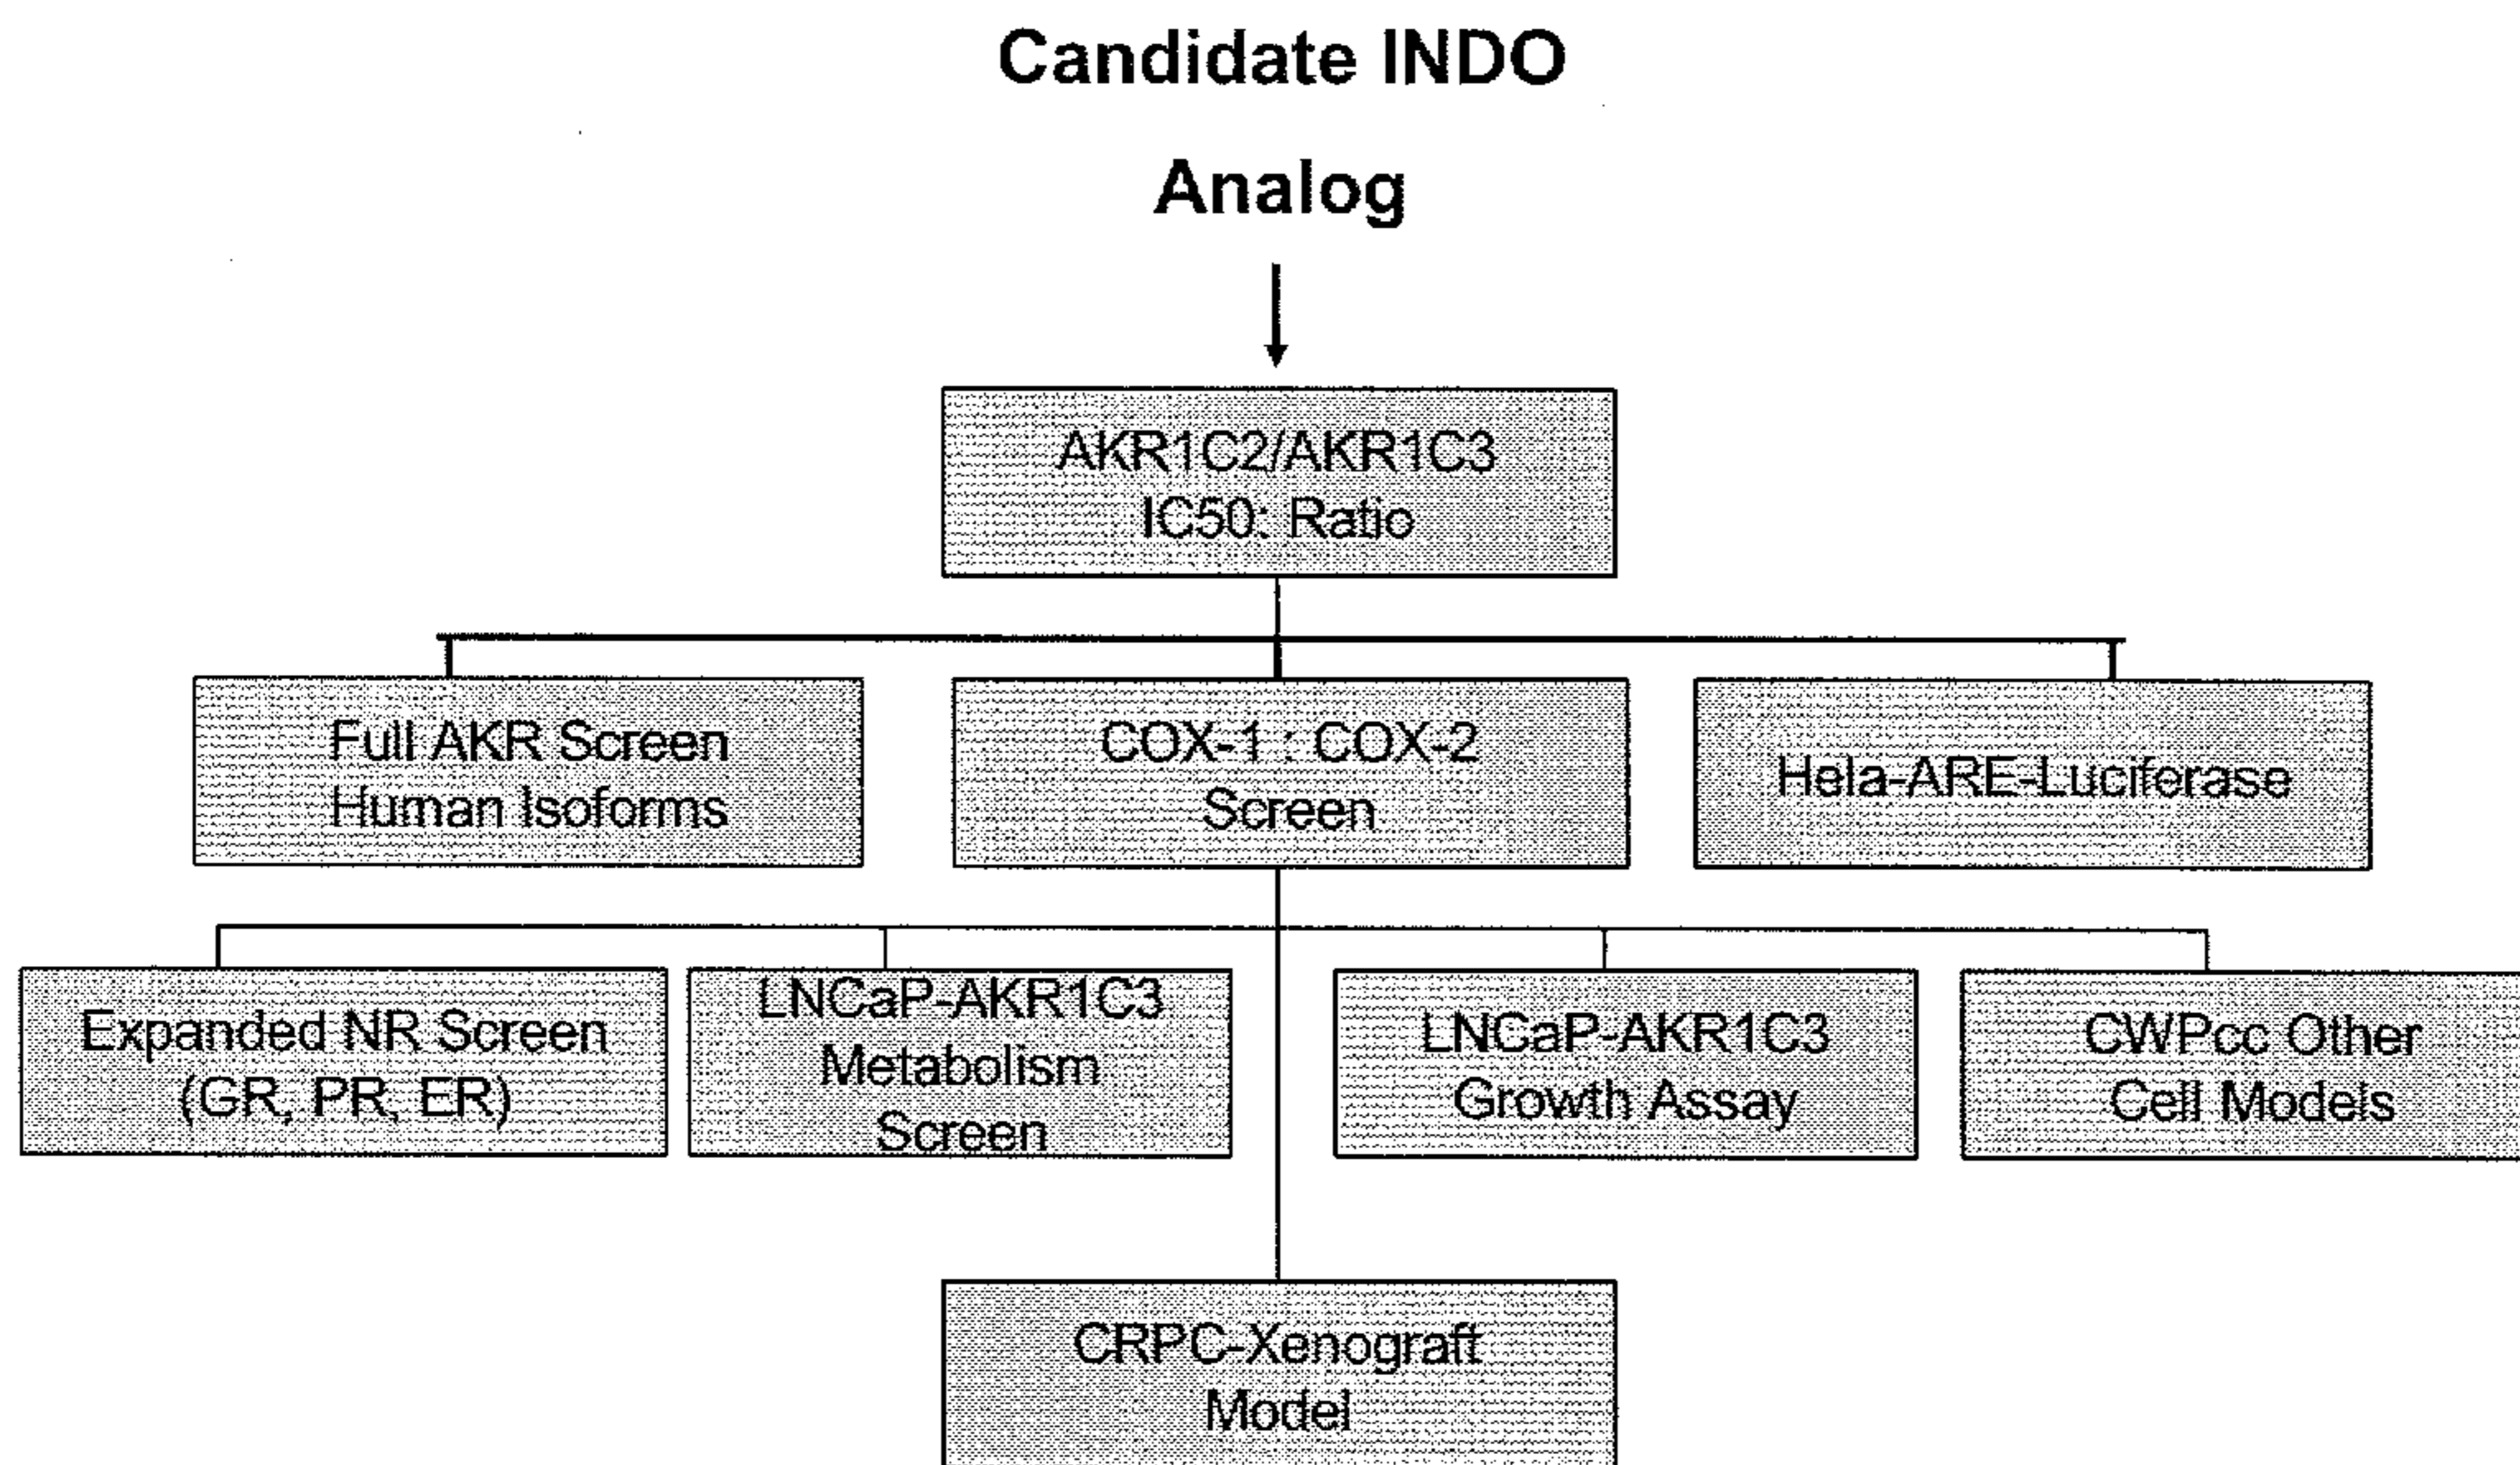 Candidate INDO
Analog
AKR1C2/AKR1C3
IC50: Ratio
Full AKR Screen
Human Isoforms
COX-1 : COX-2
Screen
Hela-ARE-Luciferase
Expanded NR Screen
(GR, PR, ER)
LNCaP-AKR1C3
Metabolism
Screen
LNCaP-AKR1C3
Growth Assay
CWPcc Other
Cell Models
CRPC-Xenograft
Model